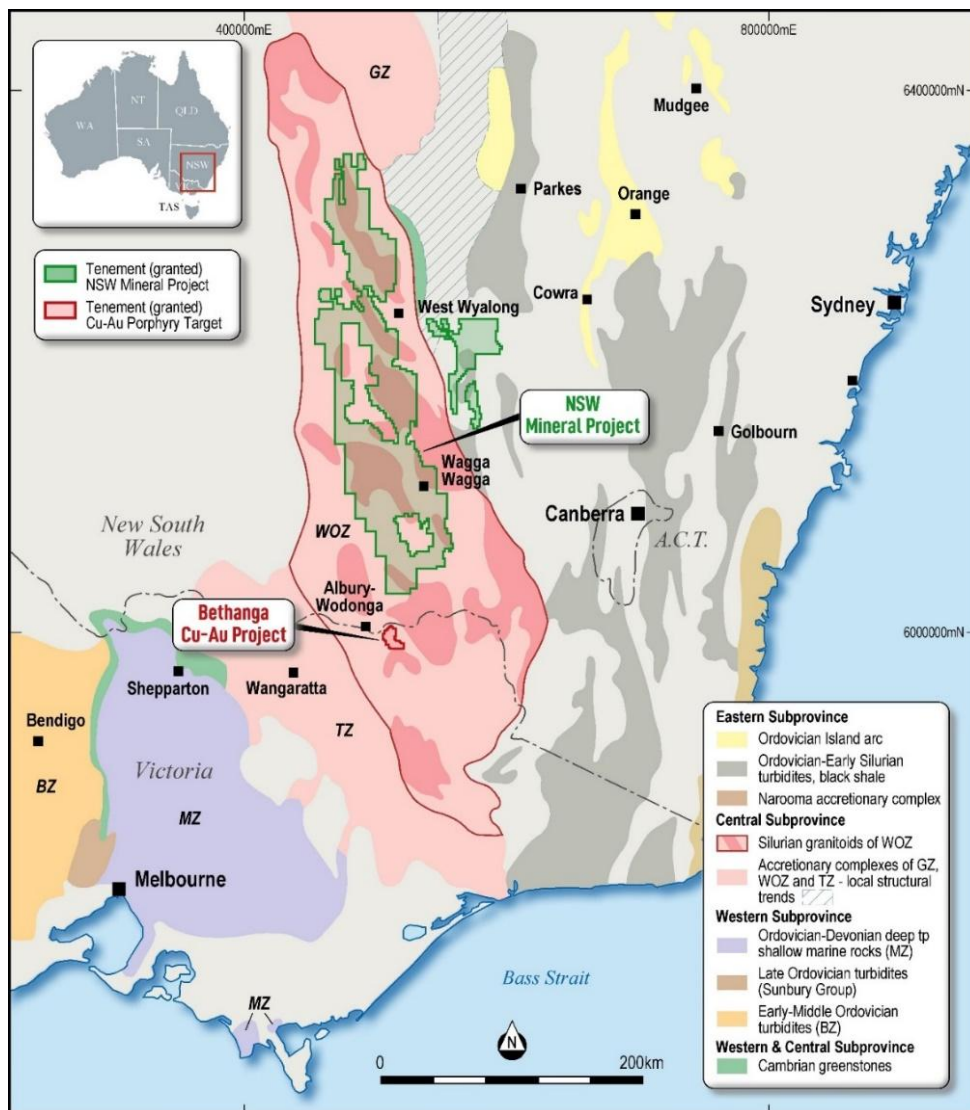 400000mE
800000mE
6400000mN
6000000mN
WA
NT
QLD
SA
NSW
TAS
Tenement (granted)
NSW Mineral Project
Tenement (granted)
Cu-Au Porphyry Target
GZ
Mudgee
Parkes
Orange
Cowra
West Wyalong
Sydney
NSW
Mineral Project
Golbourn
Wagga
Wagga
New South
Wales
WOZ
Canberra
A.C.T.
Albury-
Wodonga
Bethanga
Cu-Au Project
Shepparton
Wangaratta
Bendigo
TZ
BZ
Victoria
MZ
Melbourne
MZ
Bass Strait
N
0
200km
Eastern Subprovince
Ordovician Island arc
Ordovician-Early Silurian
turbidites, black shale
Narooma accretionary complex
Central Subprovince
Silurian granitoids of WOZ
Accretionary complexes of GZ,
WOZ and TZ - local structural
trends
Western Subprovince
Ordovician-Devonian deep tp
shallow marine rocks (MZ)
Late Ordovician turbidites
(Sunbury Group)
Early-Middle Ordovician
turbidites (BZ)
Western & Central Subprovince
Cambrian greenstones